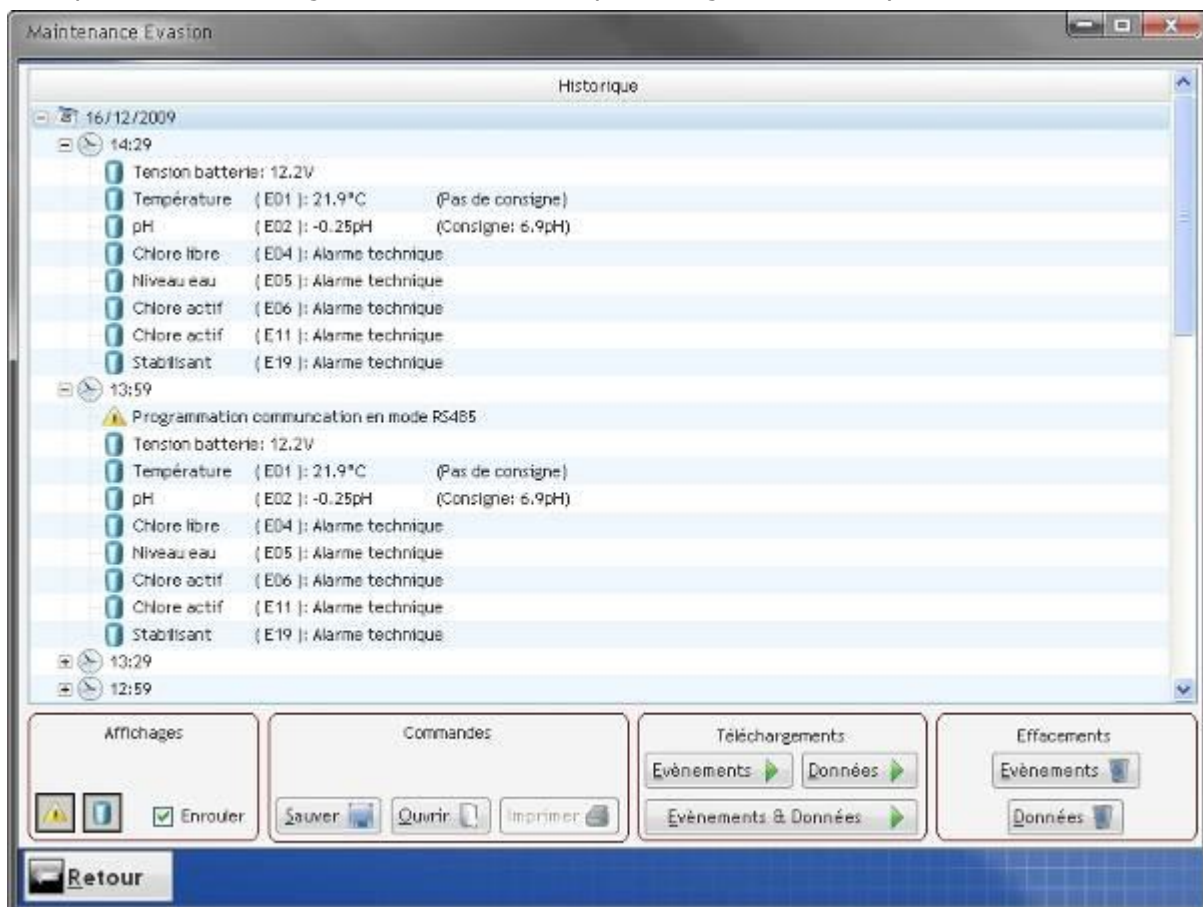 Maintenance Evasion
Historique
16/12/2009
14:29
Tension batterie: 12.2V
Température ( E01 ): 21.9°C (Pas de consigne)
pH ( E02 ): -0.25pH (Consigne: 6.9pH)
Chlore libre ( E04 ): Alarme technique
Niveau eau ( E05 ): Alarme technique
Chlore actif ( E06 ): Alarme technique
Chlore actif ( E11 ): Alarme technique
Stabilisant ( E19 ): Alarme technique
13:59
Programmation communcation en mode RS485
Tension batterie: 12.2V
Température ( E01 ): 21.9°C (Pas de consigne)
pH ( E02 ): -0.25pH (Consigne: 6.9pH)
Chlore libre ( E04 ): Alarme technique
Niveau eau ( E05 ): Alarme technique
Chlore actif ( E06 ): Alarme technique
Chlore actif ( E11 ): Alarme technique
Stabilisant ( E19 ): Alarme technique
13:29
12:59
Affichages Commandes Téléchargements Effacements
Evènements Données Evènements
Enrouler Sauver Ouvrir Imprimer Evènements & Données Données
Retour